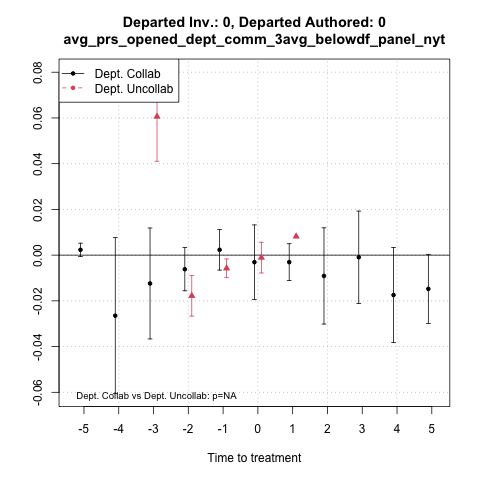 Departed Inv.: 0, Departed Authored: 0
avg_prs_opened_dept_comm_3avg_belowdf_panel_nyt
Dept. Collab
Dept. Uncollab
0.08
0.06
0.04
0.02
0.00
-0.02
-0.04
-0.06
Dept. Collab vs Dept. Uncollab: p=NA
-5 -4 -3 -2 -1 0 1 2 3 4 5
Time to treatment